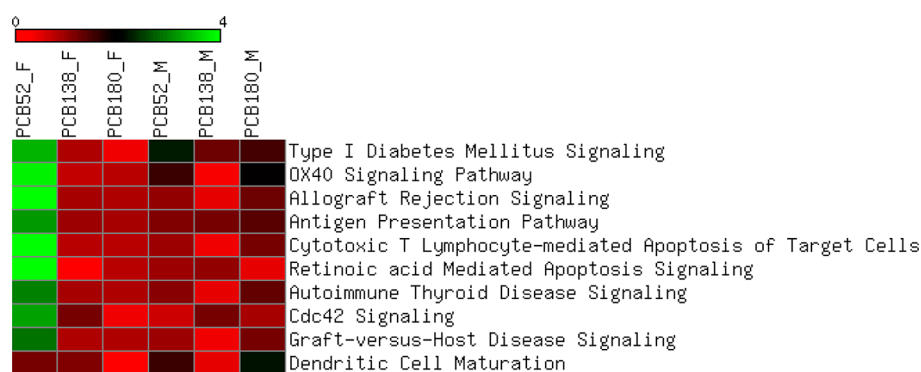 0 4
PCB52_F
PCB138_F
PCB180_F
PCB52_M
PCB138_M
PCB180_M
Type I Diabetes Mellitus Signaling
OX40 Signaling Pathway
Allograft Rejection Signaling
Antigen Presentation Pathway
Cytotoxic T Lymphocyte-mediated Apoptosis of Target Cells
Retinoic acid Mediated Apoptosis Signaling
Autoimmune Thyroid Disease Signaling
Cdc42 Signaling
Graft-versus-Host Disease Signaling
Dendritic Cell Maturation